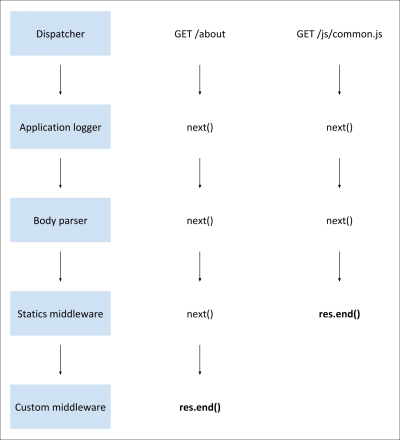 Dispatcher GET /about GET /js/common.js
Application logger next() next()
Body parser next() next()
Statics middleware next() res.end()
Custom middleware res.end()